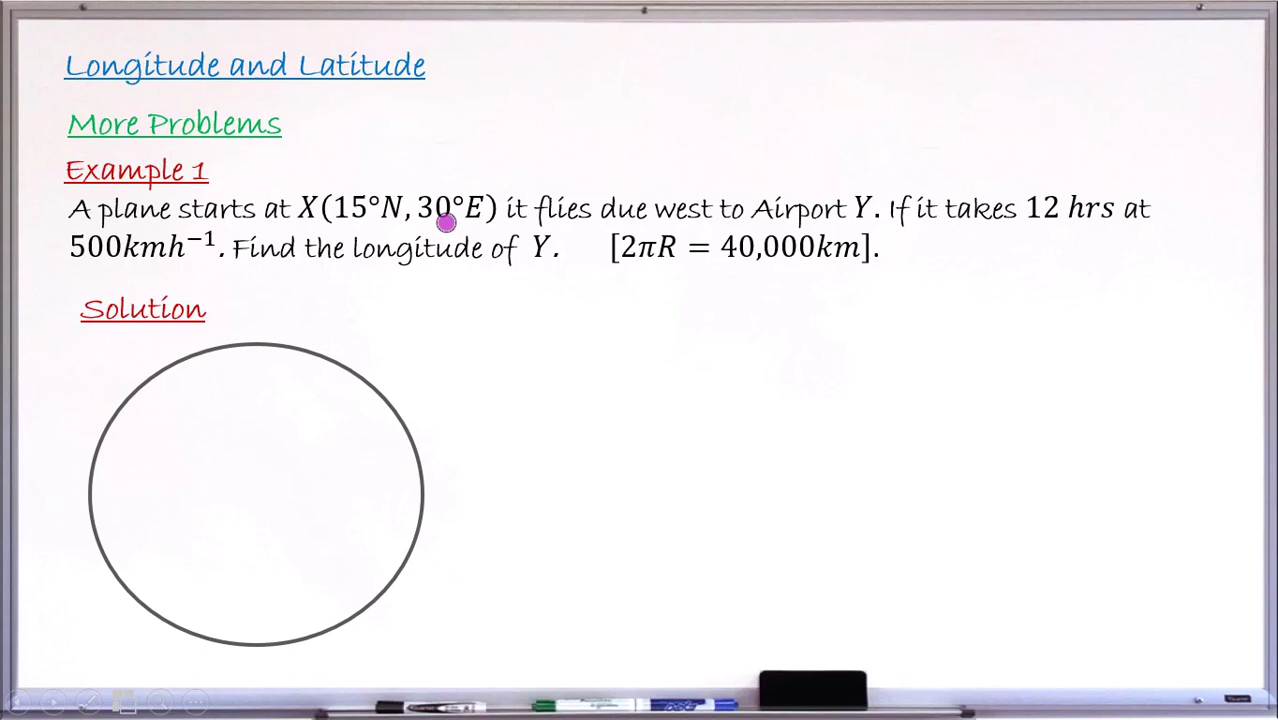 Longitude and Latitude
More Problems
Example 1
A plane starts at X(15°N, 30°E) it flies due west to Airport Y. If it takes 12 hrs at
500kmh⁻¹. Find the longitude of Y. [2πR = 40,000km].
Solution